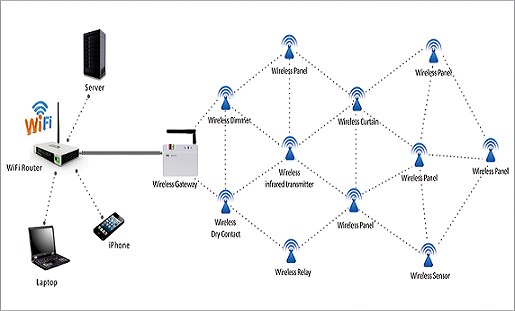 Server
WiFi
WiFi Router
Laptop
iPhone
Wireless Gateway
Wireless Panel
Wireless Dimmer
Wireless
infrared transmitter
Wireless
Dry Contact
Wireless Relay
Wireless Curtain
Wireless Panel
Wireless Panel
Wireless Panel
Wireless Panel
Wireless Sensor